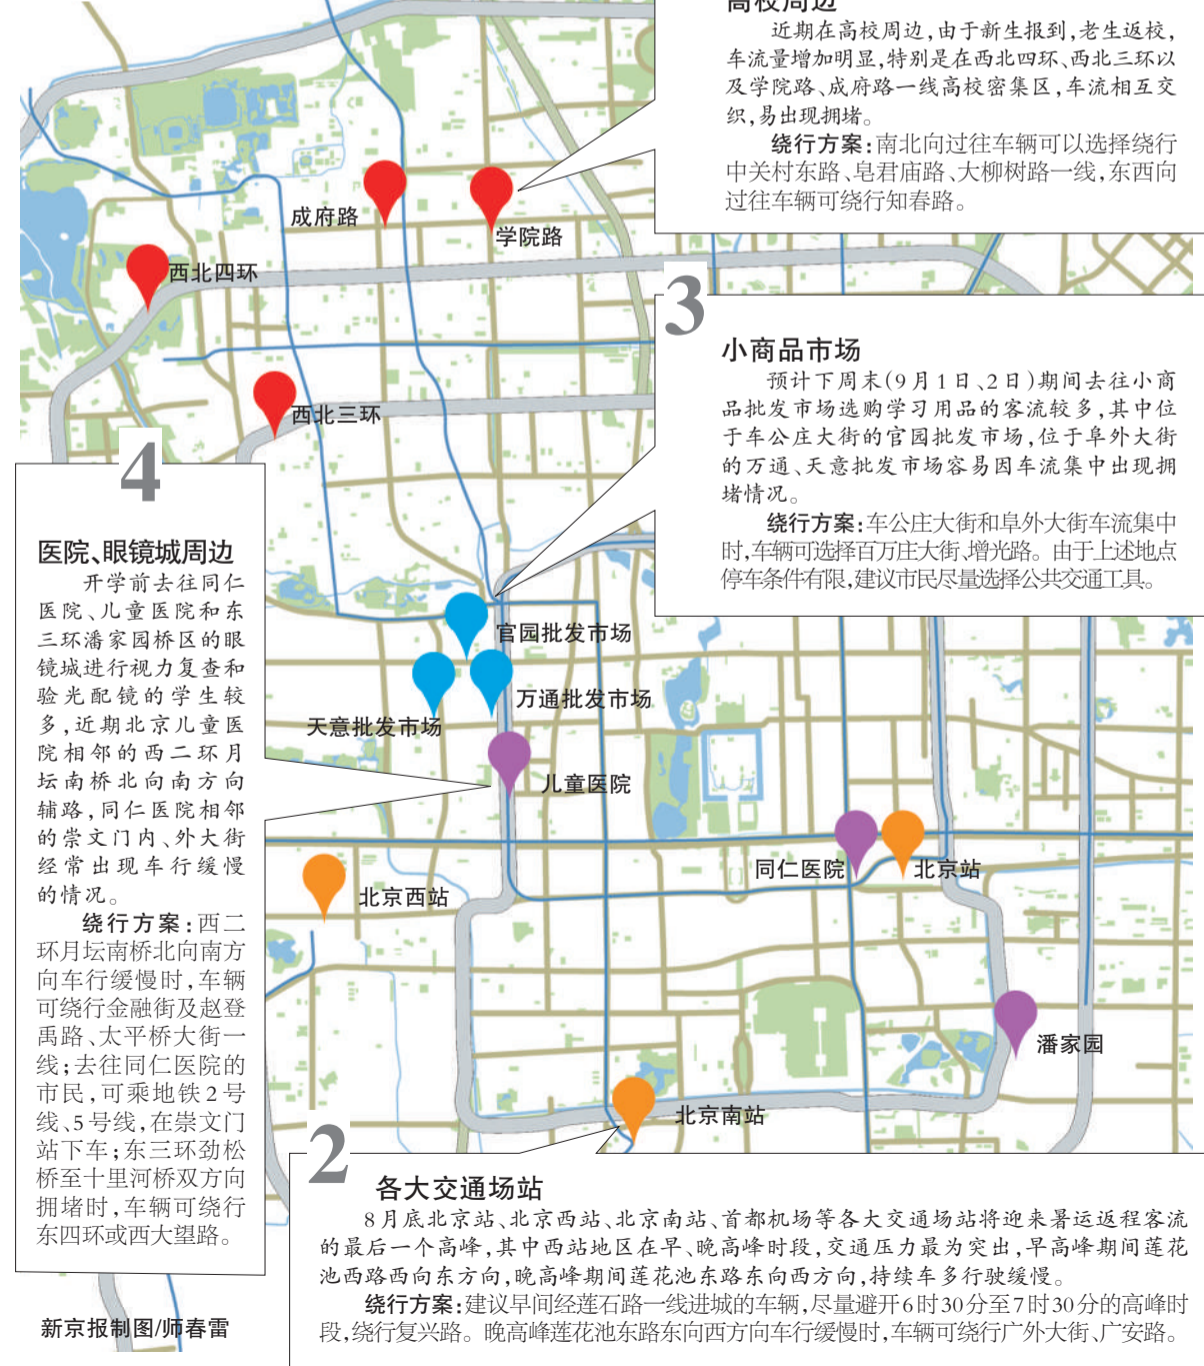 高校周边
近期在高校周边,由于新生报到,老生返校,
车流量增加明显,特别是在西北四环、西北三环以
及学院路、成府路一线高校密集区,车流相互交
织,易出现拥堵。
绕行方案:南北向过往车辆可以选择绕行
中关村东路、皂君庙路、大柳树路一线,东西向
过往车辆可绕行知春路。
成府路
学院路
西北四环
西北三环
3
小商品市场
预计下周末(9月1日、2日)期间去往小商
品批发市场选购学习用品的客流较多,其中位
于车公庄大街的官园批发市场,位于阜外大街
的万通、天意批发市场容易因车流集中出现拥
堵情况。
绕行方案:车公庄大街和阜外大街车流集中
时,车辆可选择百万庄大街、增光路。由于上述地点
停车条件有限,建议市民尽量选择公共交通工具。
4
医院、眼镜城周边
开学前去往同仁
医院、儿童医院和东
三环潘家园桥区的眼
镜城进行视力复查和
验光配镜的学生较
多,近期北京儿童医
院相邻的西二环月
坛南桥北向南方向
辅路,同仁医院相邻
的崇文门内、外大街
经常出现车行缓慢
的情况。
绕行方案:西二
环月坛南桥北向南方
向车行缓慢时,车辆
可绕行金融街及赵登
禹路、太平桥大街一
线;去往同仁医院的
市民,可乘地铁2号
线、5号线,在崇文门
站下车;东三环劲松
桥至十里河桥双方向
拥堵时,车辆可绕行
东四环或西大望路。
官园批发市场
万通批发市场
天意批发市场
儿童医院
同仁医院
北京站
北京西站
潘家园
北京南站
2
各大交通场站
8月底北京站、北京西站、北京南站、首都机场等各大交通场站将迎来暑运返程客流
的最后一个高峰,其中西站地区在早、晚高峰时段,交通压力最为突出,早高峰期间莲花
池西路西向东方向,晚高峰期间莲花池东路东向西方向,持续车多行驶缓慢。
绕行方案:建议早间经莲石路一线进城的车辆,尽量避开6时30分至7时30分的高峰时
段,绕行复兴路。晚高峰莲花池东路东向西方向车行缓慢时,车辆可绕行广外大街、广安路。
新京报制图/师春雷